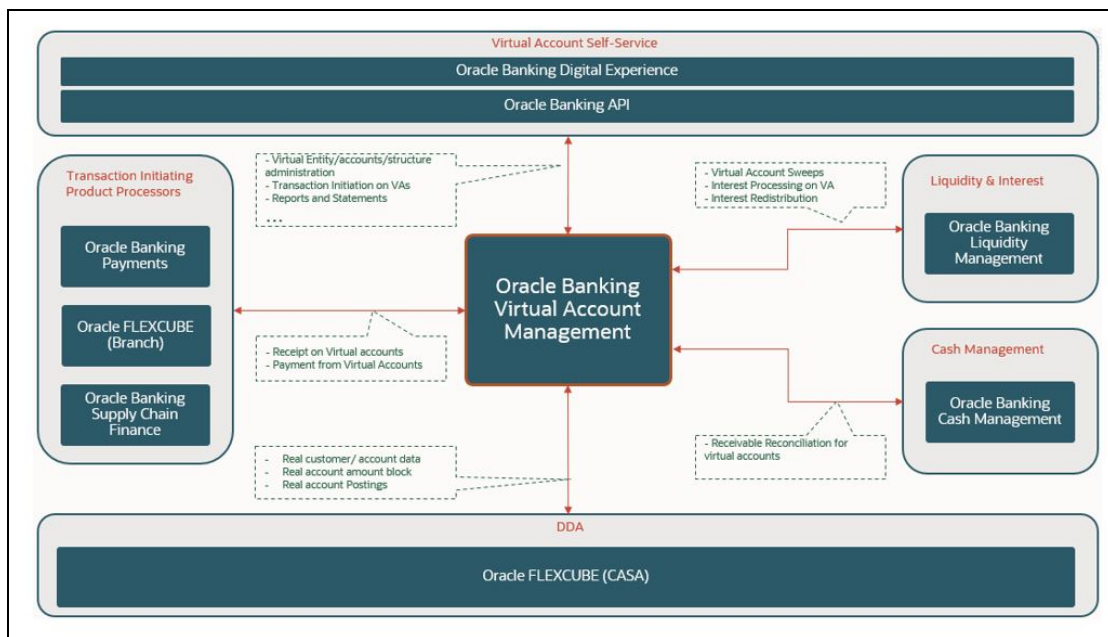 Virtual Account Self-Service
Oracle Banking Digital Experience
Oracle Banking API
- Virtual Entity/accounts/structure
administration
- Transaction Initiation on VAs
- Reports and Statements
...
- Virtual Account Sweeps
- Interest Processing on VA
- Interest Redistribution
Transaction Initiating
Product Processors
Oracle Banking
Payments
Oracle FLEXCUBE
(Branch)
Oracle Banking
Supply Chain
Finance
Oracle Banking
Virtual Account
Management
Liquidity & Interest
Oracle Banking
Liquidity
Management
- Receipt on Virtual accounts
- Payment from Virtual Accounts
Cash Management
Oracle Banking
Cash Management
- Receivable Reconciliation for
virtual accounts
- Real customer/ account data
- Real account amount block
- Real account Postings
DDA
Oracle FLEXCUBE (CASA)